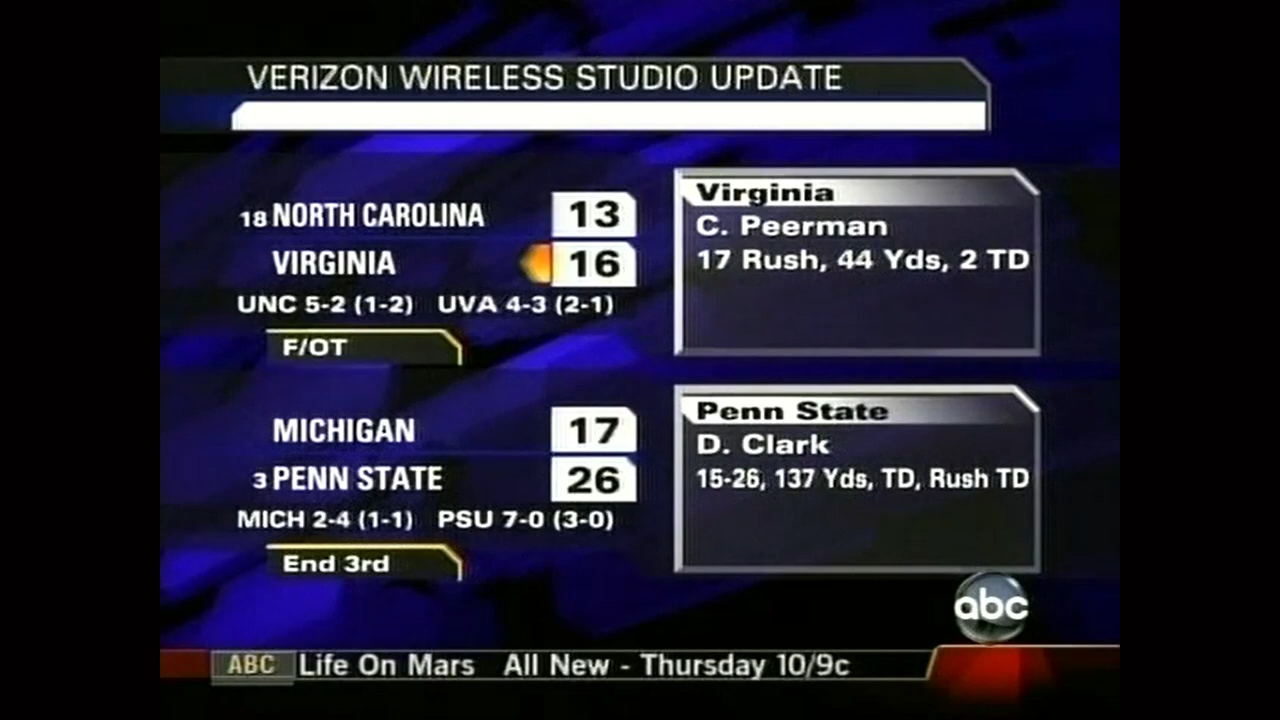 VERIZON WIRELESS STUDIO UPDATE
18 NORTH CAROLINA 13
VIRGINIA 16
UNC 5-2 (1-2) UVA 4-3 (2-1)
F/OT
Virginia
C. Peerman
17 Rush, 44 Yds, 2 TD
MICHIGAN 17
3 PENN STATE 26
MICH 2-4 (1-1) PSU 7-0 (3-0)
End 3rd
Penn State
D. Clark
15-26, 137 Yds, TD, Rush TD
abc
ABC Life On Mars All New - Thursday 10/9c